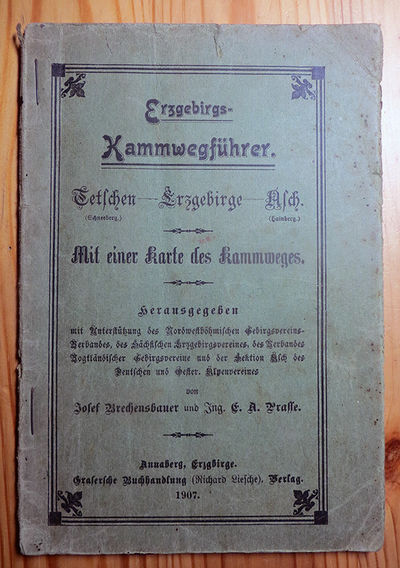 Erzgebirgs-
Kammwegführer.
Tetschen—Erzgebirge—Asch.
(Schneeberg.) (Hainberg.)
Mit einer Karte des Kammweges.
Herausgegeben
mit Unterstützung des Nordwestböhmischen Gebirgsvereins-
Verbandes, des Sächsischen Erzgebirgsvereines, des Verbandes
Vogtländischer Gebirgsvereine und der Sektion Asch des
Deutschen und Oester. Alpenvereines
von
Josef Brechensbauer und Ing. E. A. Prasse.
Annaberg, Erzgbirge.
Grasersche Buchhandlung (Richard Liesche), Verlag.
1907.